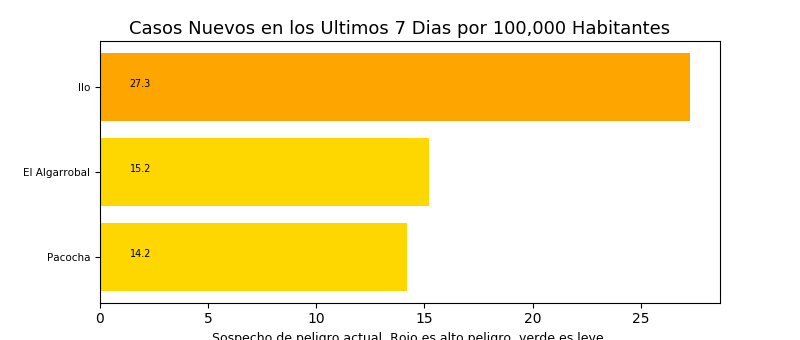 Casos Nuevos en los Ultimos 7 Dias por 100,000 Habitantes
Ilo
27.3
El Algarrobal
15.2
Pacocha
14.2
0 5 10 15 20 25
Sospecho de peligro actual. Rojo es alto peligro, verde es leve